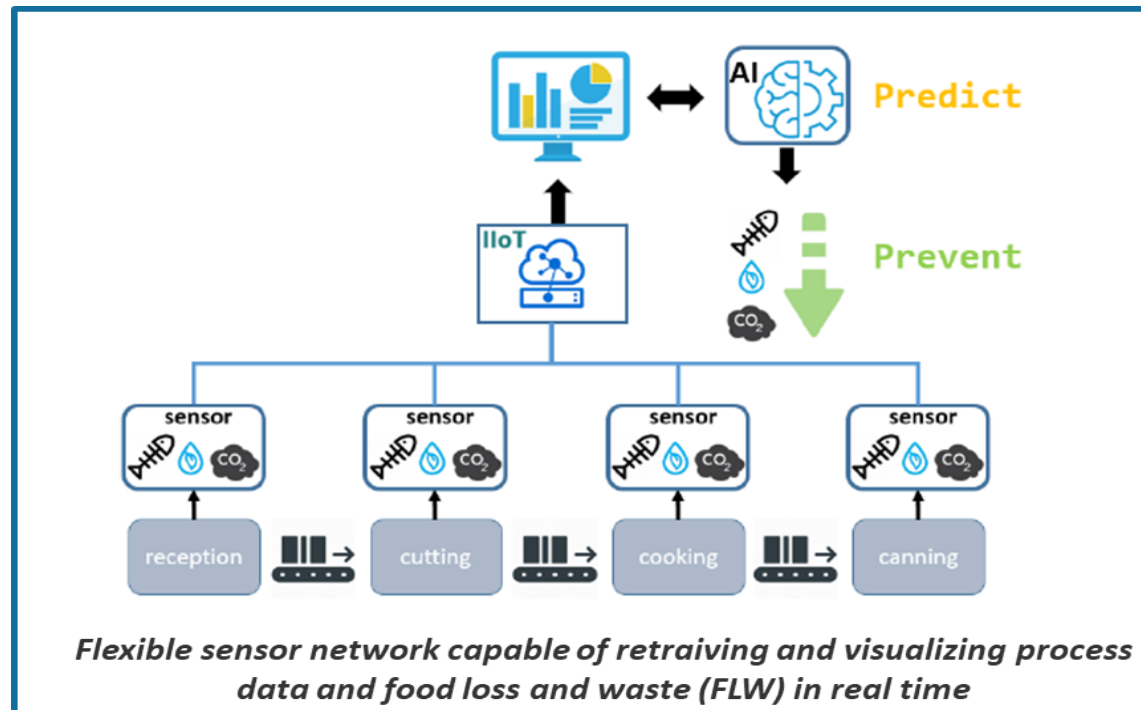 AI
Predict
IIoT
Prevent
CO2
sensor sensor sensor sensor
CO2 CO2 CO2 CO2
reception cutting cooking canning
Flexible sensor network capable of retraiving and visualizing process
data and food loss and waste (FLW) in real time